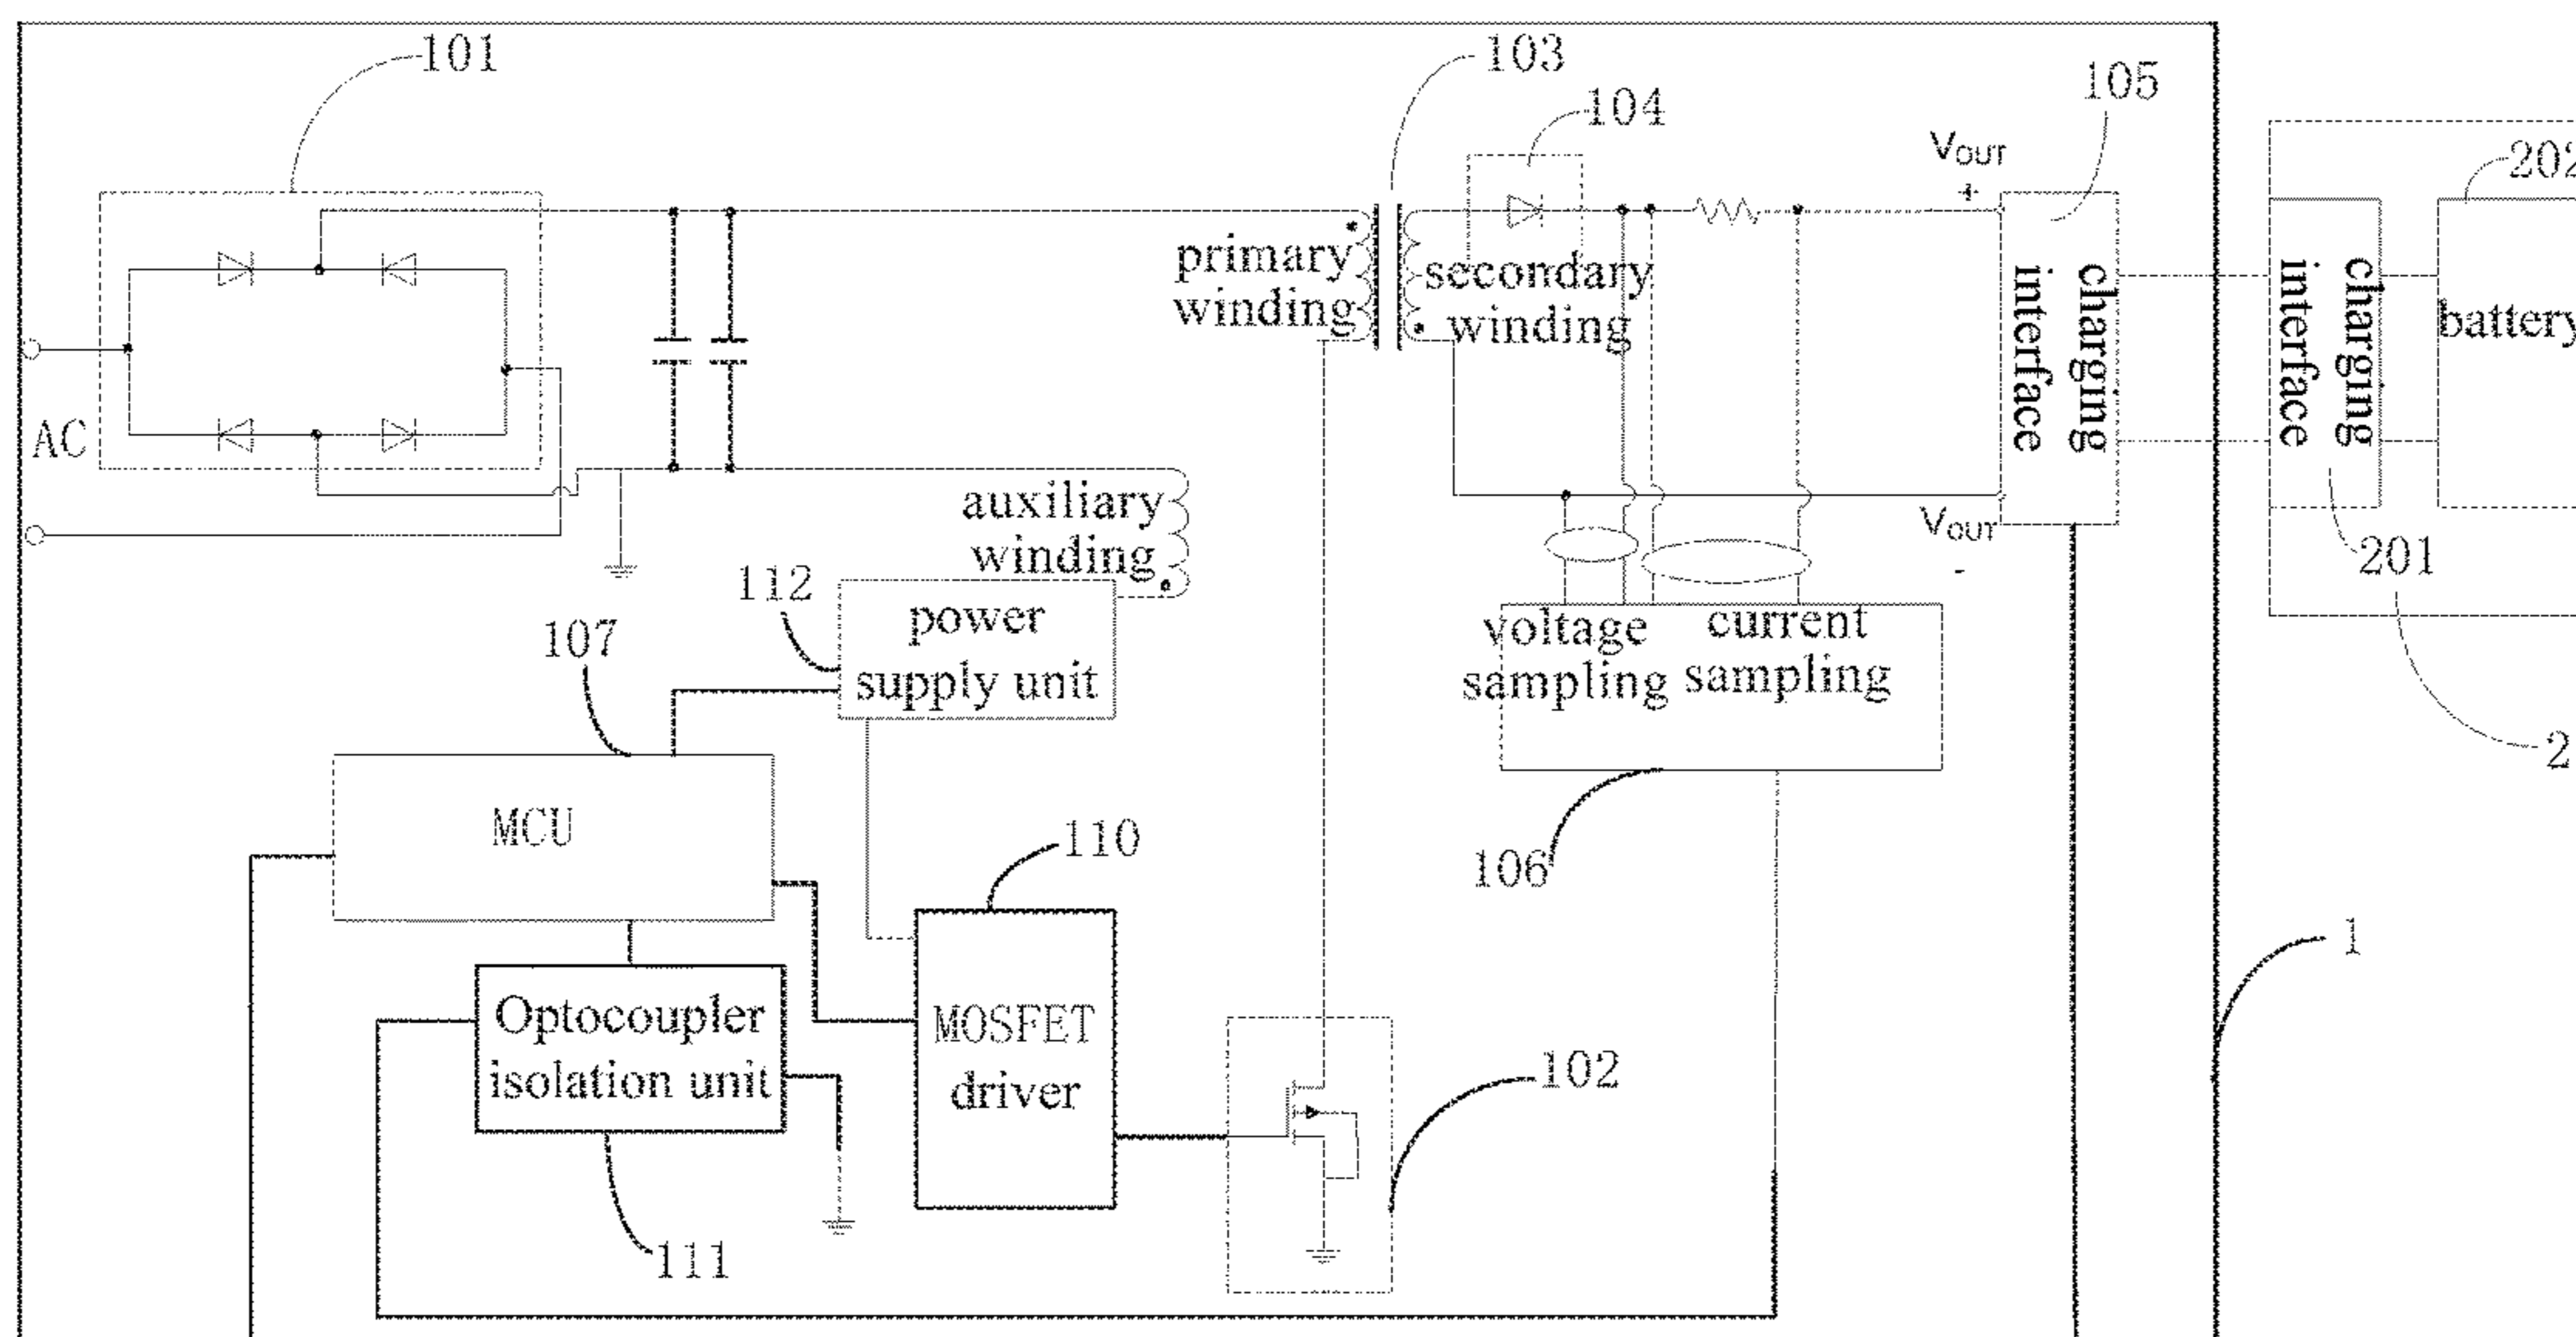 101
103
104
105
202
VOUT
+
primary
winding
secondary
winding
charging
interface
charging
interface
battery
AC
auxiliary
winding
VOUT
-
201
112
power
supply unit
107
voltage
sampling
current
sampling
2
MCU
110
106
1
Optocoupler
isolation unit
MOSFET
driver
102
111